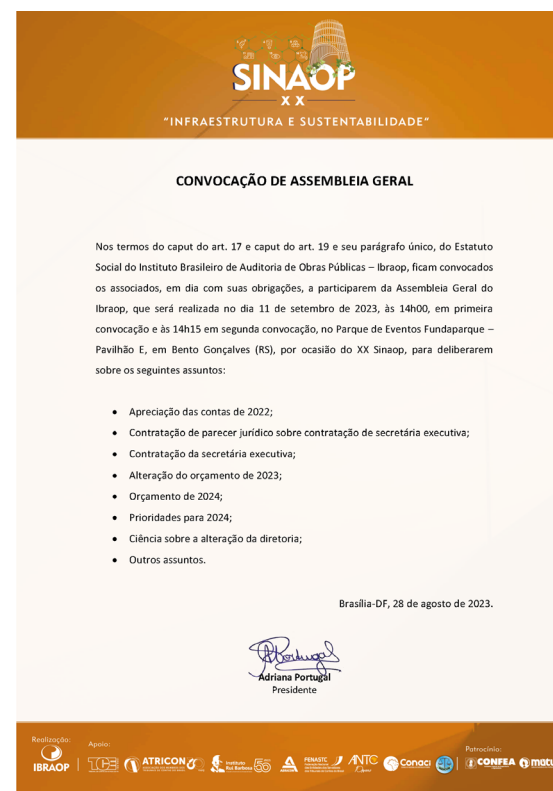 SINAOP
XX
“INFRAESTRUTURA E SUSTENTABILIDADE”
CONVOCAÇÃO DE ASSEMBLEIA GERAL
Nos termos do caput do art. 17 e caput do art. 19 e seu parágrafo único, do Estatuto
Social do Instituto Brasileiro de Auditoria de Obras Públicas – Ibraop, ficam convocados
os associados, em dia com suas obrigações, a participarem da Assembleia Geral do
Ibraop, que será realizada no dia 11 de setembro de 2023, às 14h00, em primeira
convocação e às 14h15 em segunda convocação, no Parque de Eventos Fundaparque –
Pavilhão E, em Bento Gonçalves (RS), por ocasião do XX Sinaop, para deliberarem
sobre os seguintes assuntos:
• Apreciação das contas de 2022;
• Contratação de parecer jurídico sobre contratação de secretária executiva;
• Contratação da secretária executiva;
• Alteração do orçamento de 2023;
• Orçamento de 2024;
• Prioridades para 2024;
• Ciência sobre a alteração da diretoria;
• Outros assuntos.
Brasília-DF, 28 de agosto de 2023.
Adriana Portugal
Presidente
Realização:
IBRAOP
Apoio:
ATRICON
Instituto
Rui Barbosa
FENASTC
ANTC
Conaci
Patrocínio:
CONFEA